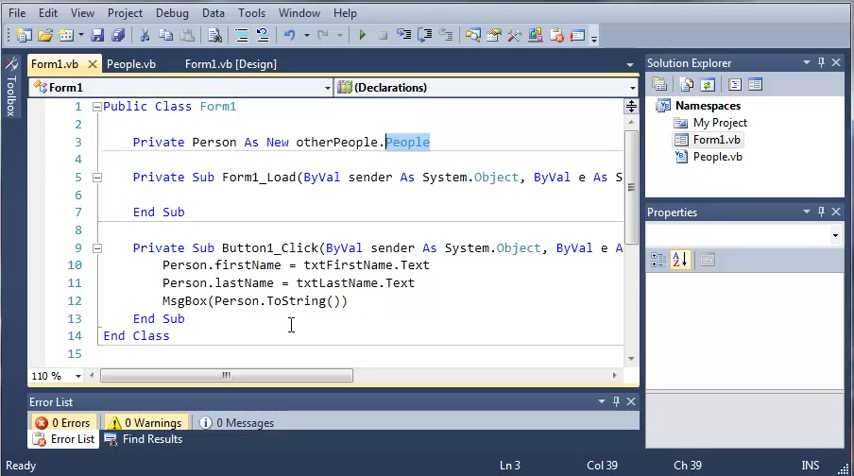 File Edit View Project Debug Data Tools Window Help
Form1.vb People.vb Form1.vb [Design]
Toolbox
Form1 (Declarations)
1 Public Class Form1
2
3 Private Person As New otherPeople.People
4
5 Private Sub Form1_Load(ByVal sender As System.Object, ByVal e As S
6
7 End Sub
8
9 Private Sub Button1_Click(ByVal sender As System.Object, ByVal e As
10 Person.firstName = txtFirstName.Text
11 Person.lastName = txtLastName.Text
12 MsgBox(Person.ToString())
13 End Sub
14 End Class
15
110 %
Solution Explorer
Namespaces
My Project
Form1.vb
People.vb
Properties
Error List
0 Errors 0 Warnings 0 Messages
Error List Find Results
Ready Ln 3 Col 39 Ch 39 INS